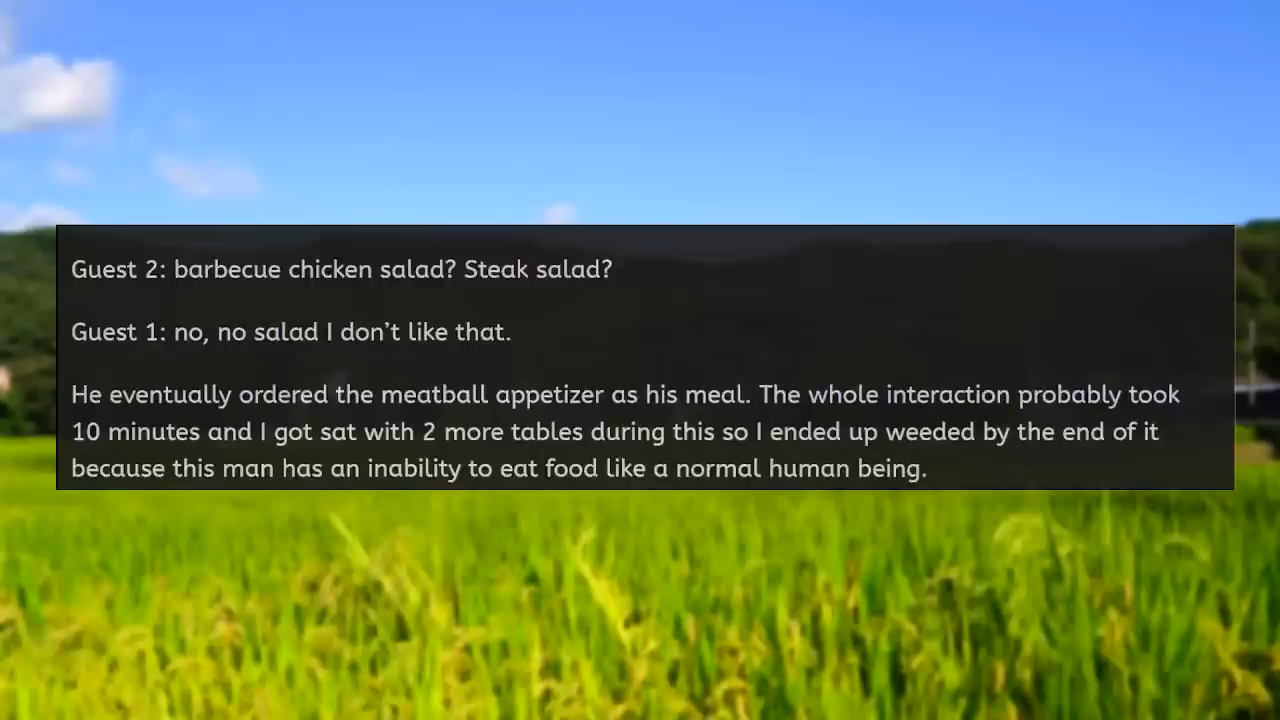 Guest 2: barbecue chicken salad? Steak salad?
Guest 1: no, no salad I don’t like that.
He eventually ordered the meatball appetizer as his meal. The whole interaction probably took
10 minutes and I got sat with 2 more tables during this so I ended up weeded by the end of it
because this man has an inability to eat food like a normal human being.